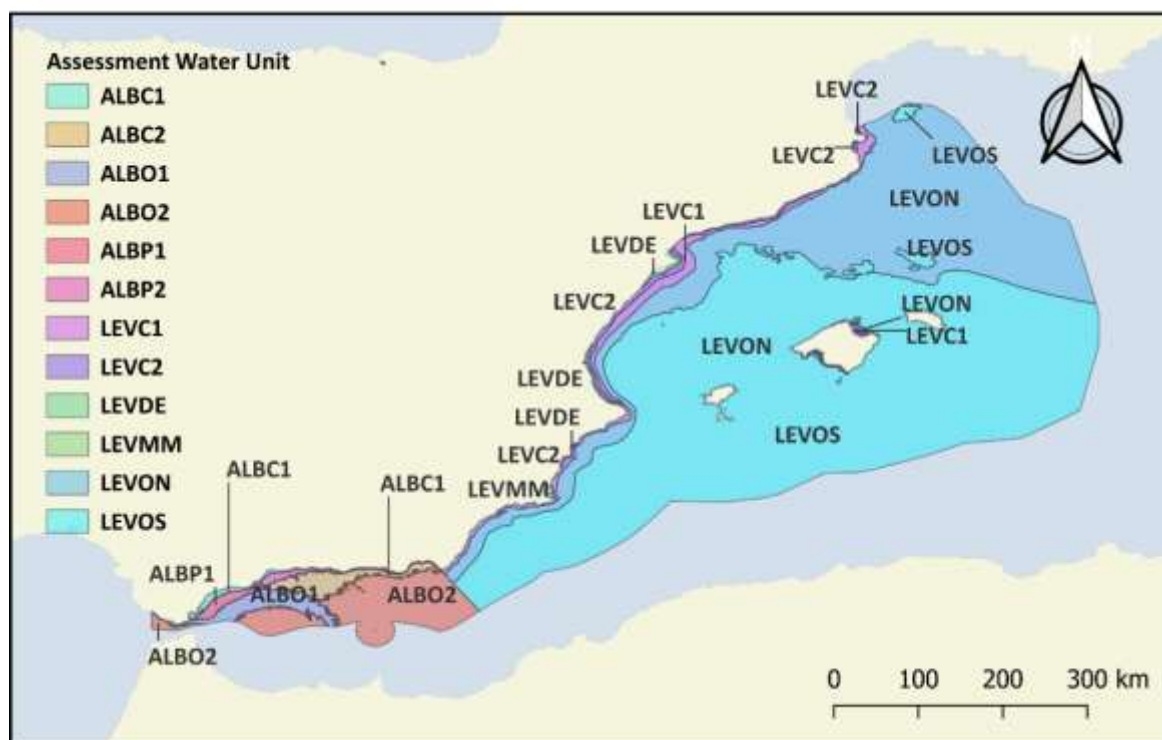 Assessment Water Unit
ALBC1
ALBC2
ALBO1
ALBO2
ALBP1
ALBP2
LEVC1
LEVC2
LEVDE
LEVMM
LEVON
LEVOS
N
LEVC2
LEVC2
LEVOS
LEVON
LEVC1
LEVDE
LEVOS
LEVC2
LEVON
LEVC1
LEVON
LEVDE
LEVDE
LEVOS
LEVC2
LEVMM
ALBC1
ALBC1
ALBP1
ALBO1
ALBO2
ALBO2
0 100 200 300 km